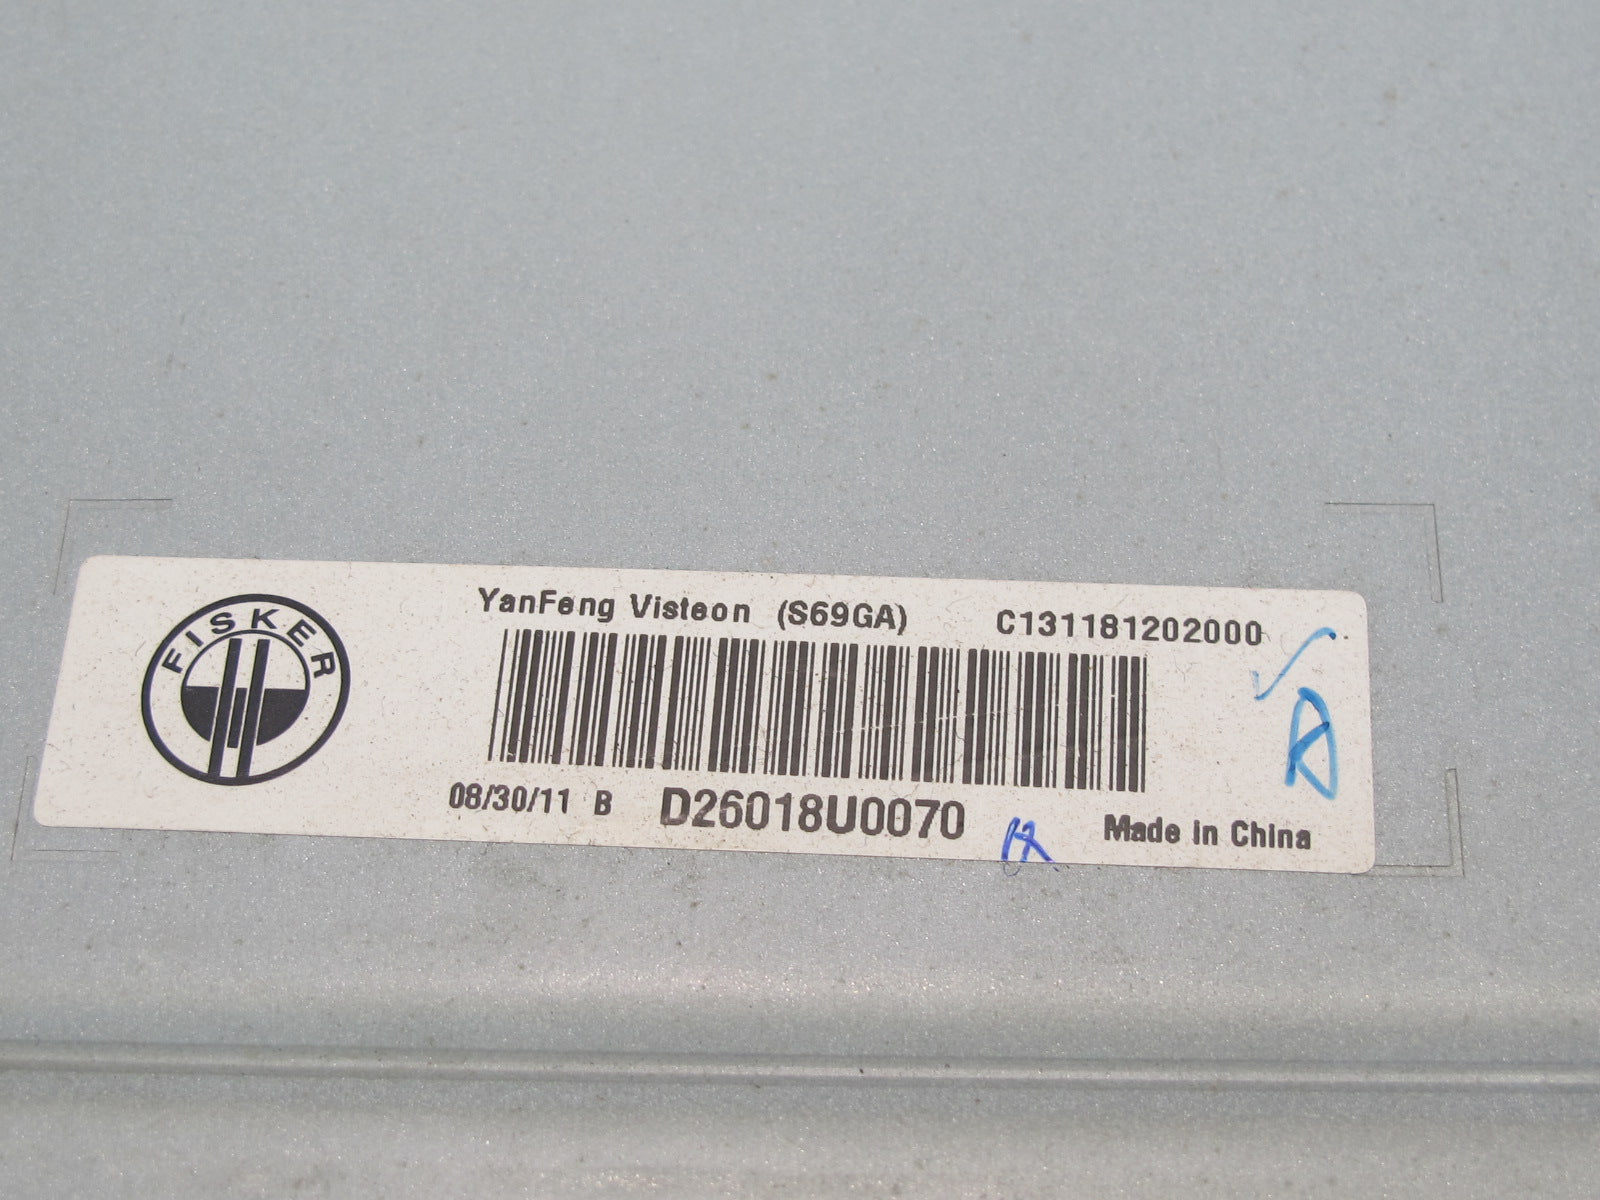 FISKER
YanFeng Visteon (S69GA) C131181202000
08/30/11 B D26018U0070 Made in China